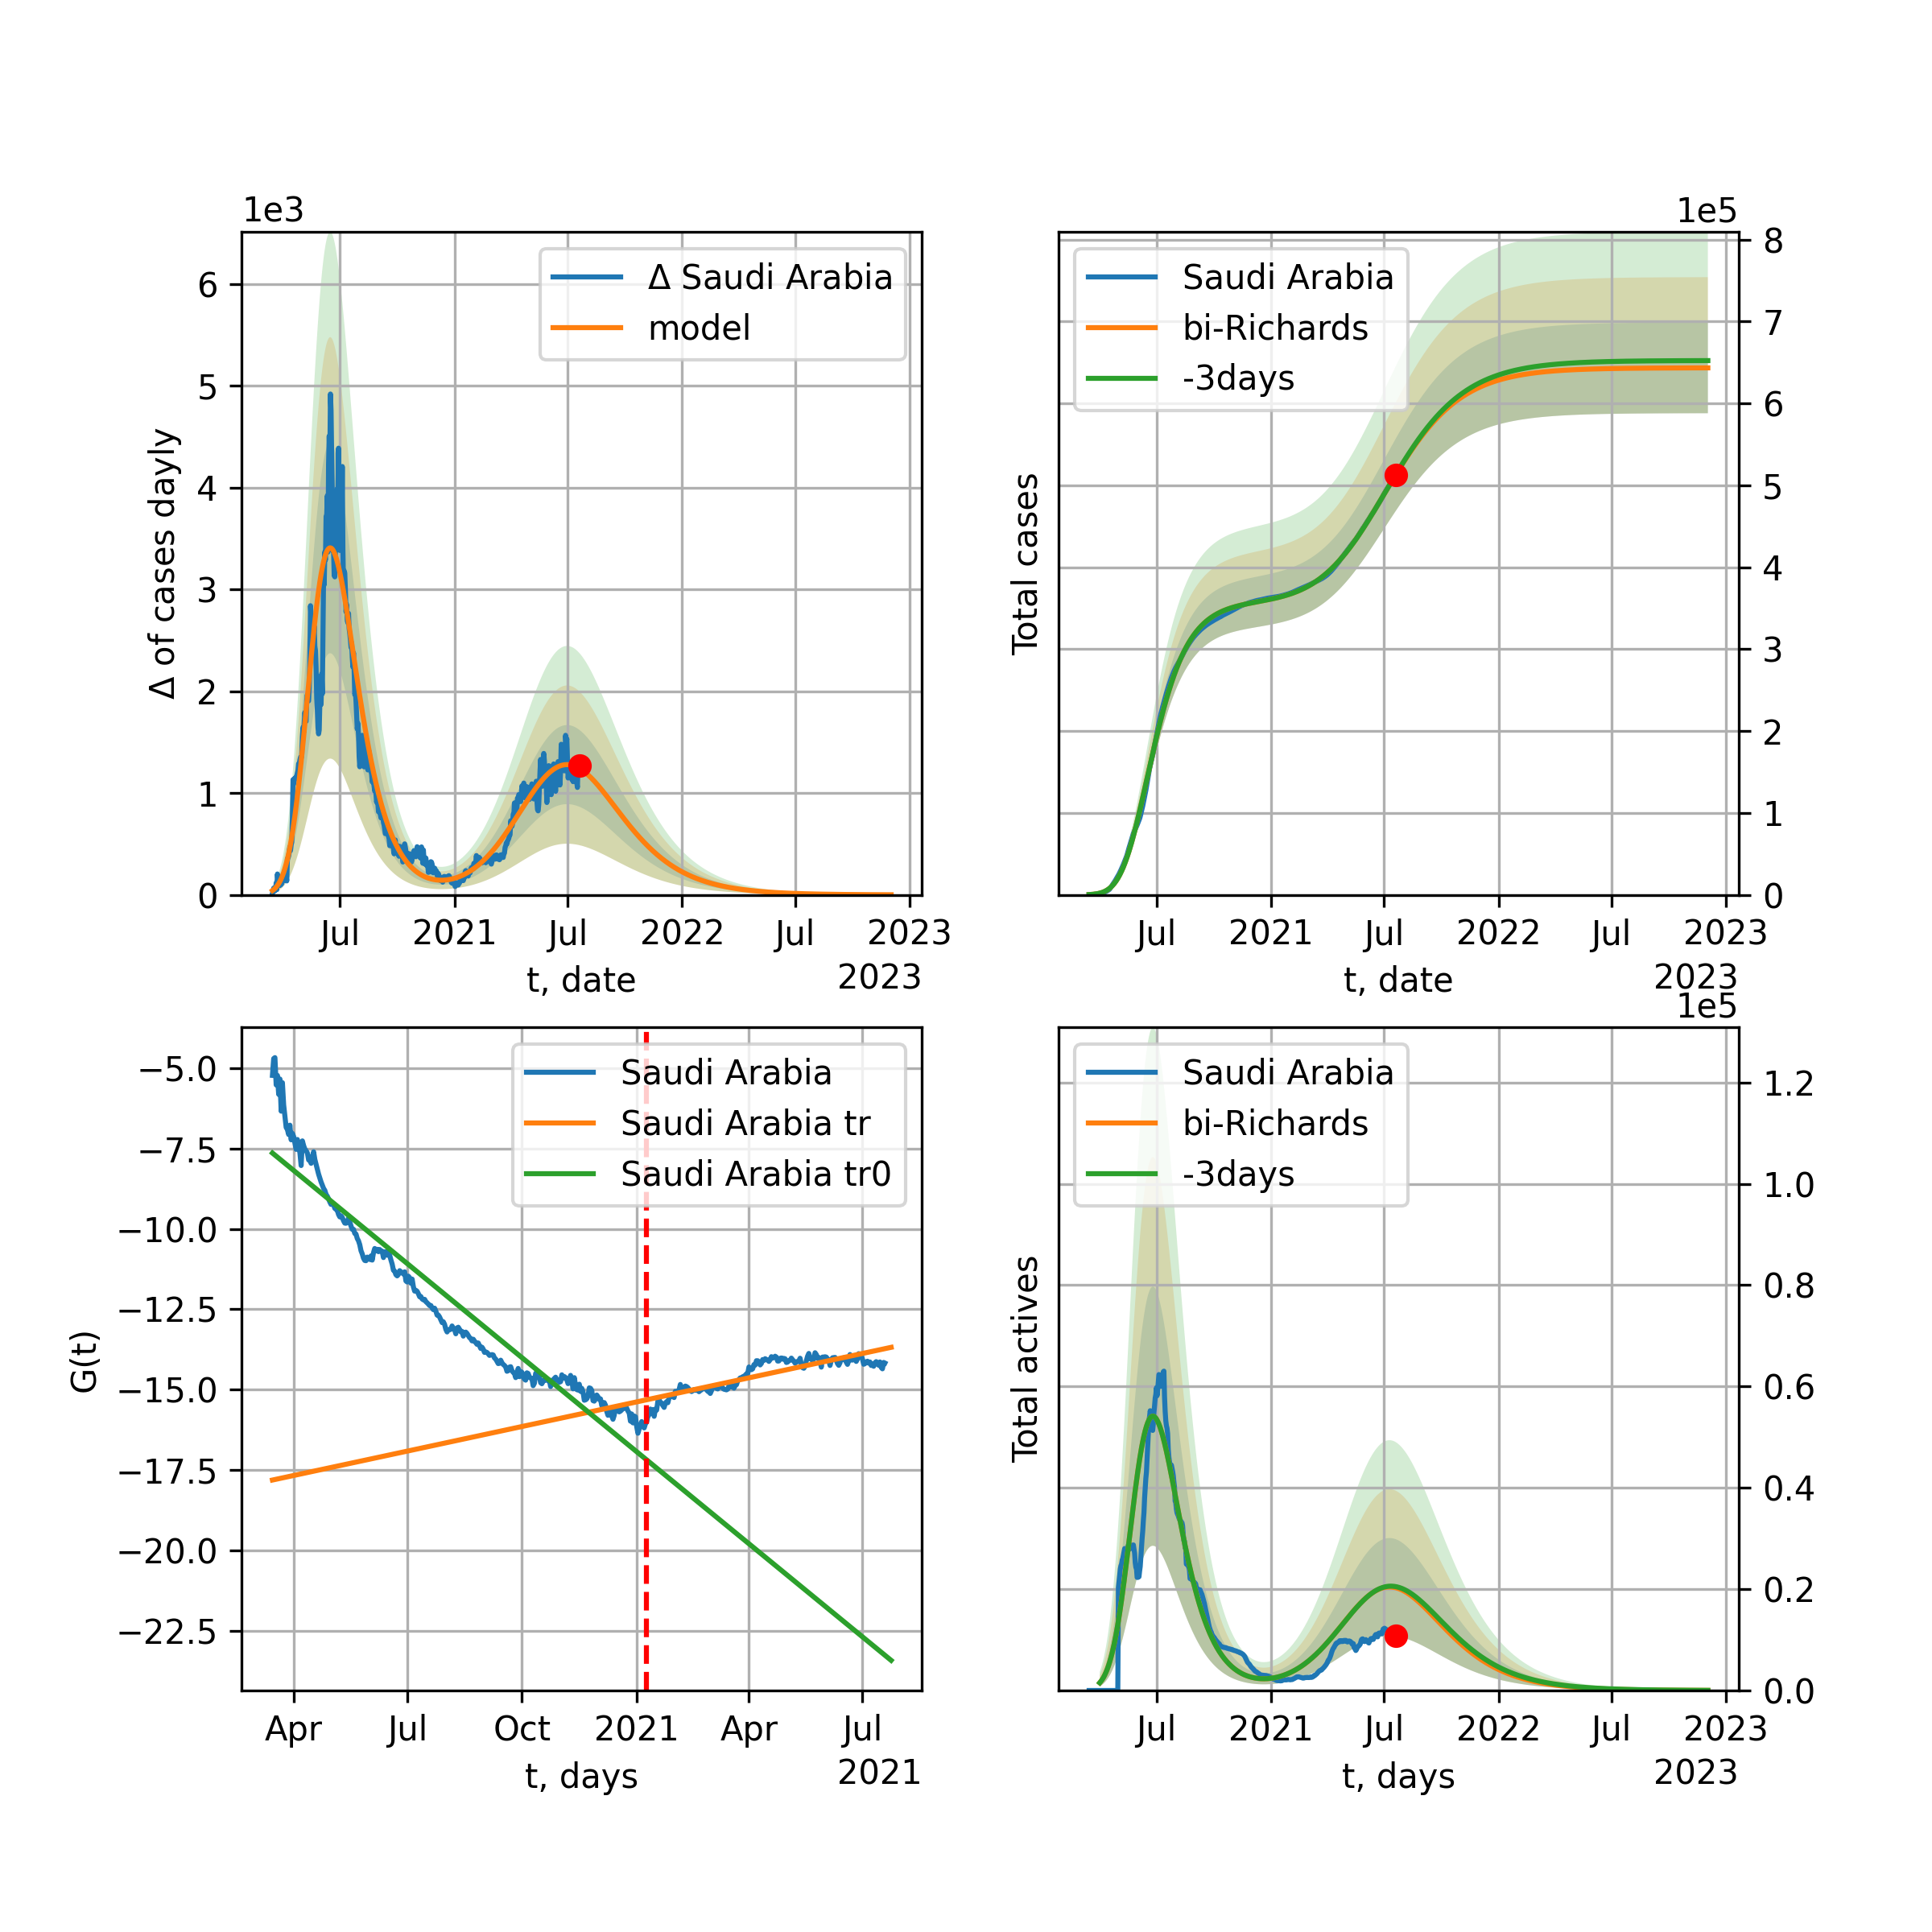 1e3
Δ of cases dayly
6
5
4
3
2
1
0
Δ Saudi Arabia
model
Jul
2021
Jul
2022
Jul
2023
t, date
2023
1e5
Total cases
Saudi Arabia
bi-Richards
-3days
8
7
6
5
4
3
2
1
0
Jul
2021
Jul
2022
Jul
2023
t, date
2023
G(t)
−5.0
−7.5
−10.0
−12.5
−15.0
−17.5
−20.0
−22.5
Saudi Arabia
Saudi Arabia tr
Saudi Arabia tr0
Apr
Jul
Oct
2021
Apr
Jul
t, days
2021
1e5
Total actives
Saudi Arabia
bi-Richards
-3days
1.2
1.0
0.8
0.6
0.4
0.2
0.0
Jul
2021
Jul
2022
Jul
2023
t, days
2023